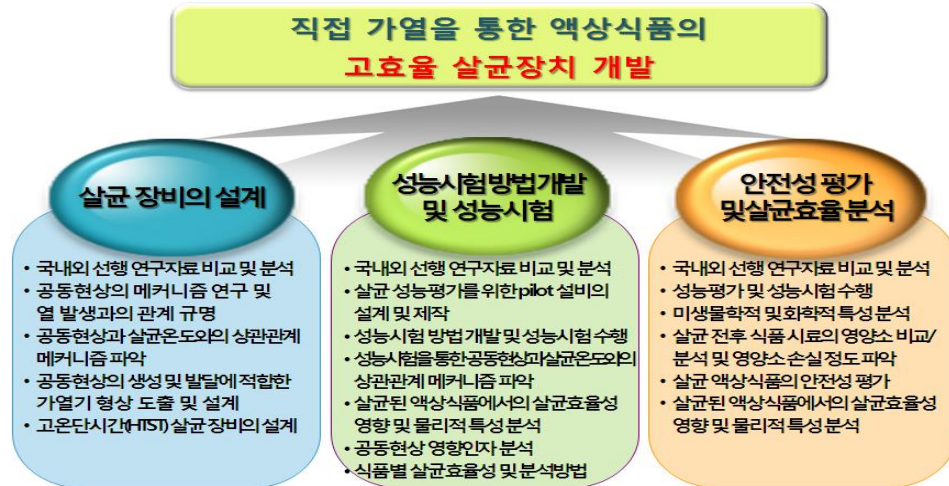 직접 가열을 통한 액상식품의
고효율 살균장치 개발
살균 장비의 설계
• 국내외 선행 연구자료 비교 및 분석
• 공동현상의 메커니즘 연구 및
열 발생과의 관계 규명
• 공동현상과 살균온도와의 상관관계
메커니즘 파악
• 공동현상의 생성 및 발달에 적합한
가열기 형상 도출 및 설계
• 고온단시간(HTST) 살균 장비의 설계
성능시험 방법 개발
및 성능시험
• 국내외 선행 연구자료 비교 및 분석
• 살균 성능평가를 위한 pilot 설비의
설계 및 제작
• 성능시험 방법 개발 및 성능시험 수행
• 성능시험을 통한 공동현상과 살균온도와의
상관관계 메커니즘 파악
• 살균된 액상식품에서의 살균효율성
영향 및 물리적 특성 분석
• 공동현상 영향인자 분석
• 식품별 살균효율성 및 분석방법
안전성 평가
및 살균효율 분석
• 국내외 선행 연구자료 비교 및 분석
• 성능평가 및 성능시험 수행
• 미생물학적 및 화학적 특성 분석
• 살균 전후 식품 시료의 영양소 비교/
분석 및 영양소 손실 정도 파악
• 살균 액상식품의 안전성 평가
• 살균된 액상식품에서의 살균효율성
영향 및 물리적 특성 분석